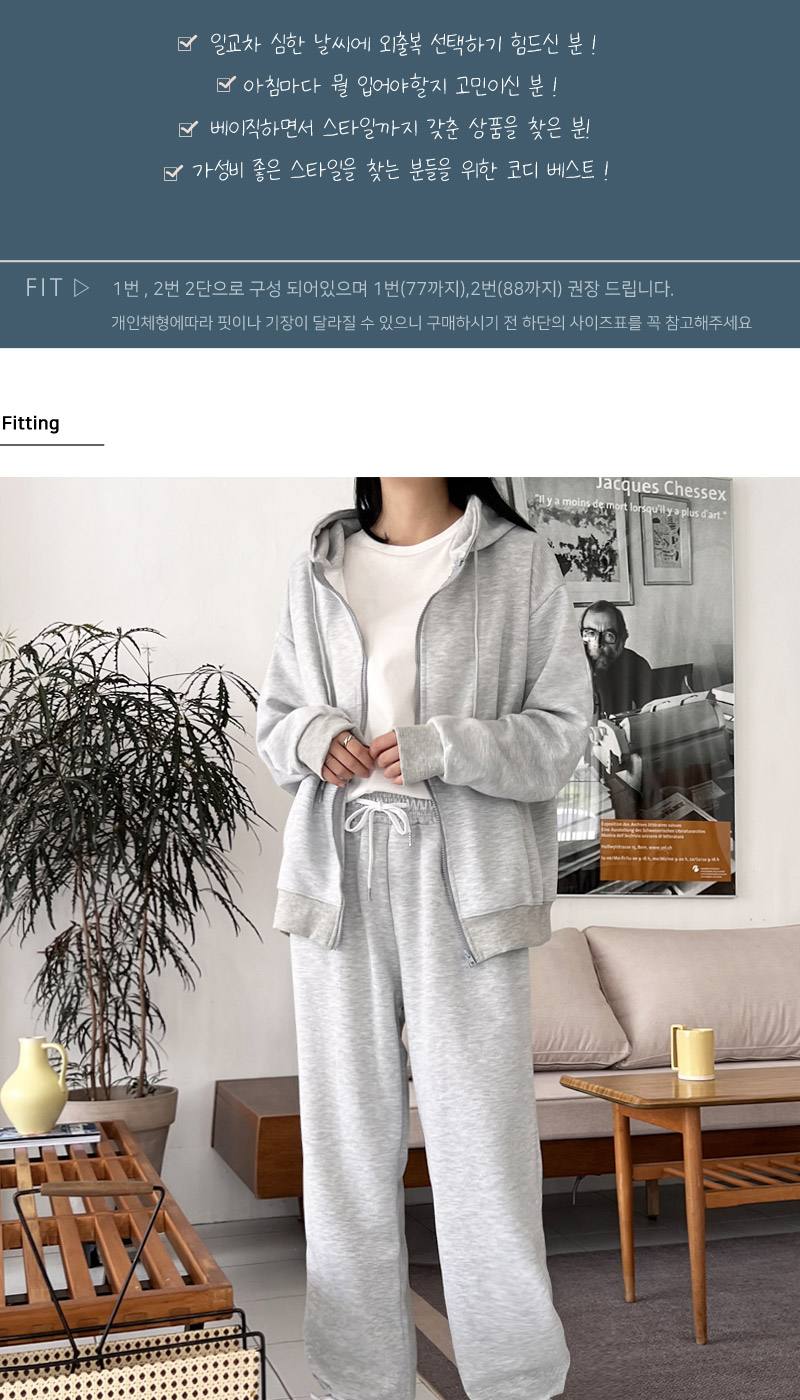 일교차 심한 날씨에 외출복 선택하기 힘드신 분 !
아침마다 뭘 입어야할지 고민이신 분 !
베이직하면서 스타일까지 갖춘 상품을 찾은 분!
가성비 좋은 스타일을 찾는 분들을 위한 코디 베스트 !
FIT ▷ 1번 , 2번 2단으로 구성 되어있으며 1번(77까지),2번(88까지) 권장 드립니다.
개인체형에따라 핏이나 기장이 달라질 수 있으니 구매하시기 전 하단의 사이즈표를 꼭 참고해주세요
Fitting
Jacques Chessex
"Il y a moins de mort lorsqu'il y a plus d'art."